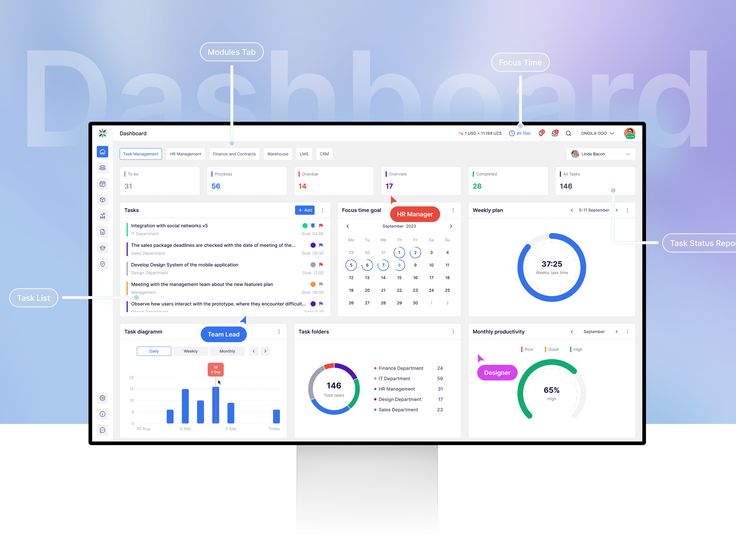 Dashboard
Modules Tab
Focus Time
Dashboard
1 USD = 11 194 UZS
6h 15m
ONGILA OOO
Task Management
HR Management
Finance and Contracts
Warehouse
LMS
CRM
Linda Bacon
To do
31
Processes
56
Overdue
14
Overview
17
Completed
28
All Tasks
146
HR Manager
Task Status Repo
Tasks
+ Add
Integration with social networks v5
IT Department
Goal: 04:00
The sales package deadlines are checked with the date of meeting of the...
Sales Department
Develop Design System of the mobile application
Design Department
Goal: 12:00
Meeting with the management team about the new features plan
Management
Observe how users interact with the prototype, where they encounter difficult...
Task List
Team Lead
Focus time goal
September 2023
Mo Tu We Th Fr Sa Su
28 29 30 31 1 2 3
5 6 7 8 9 10 11
12 13 14 15 16 17 18
19 20 21 22 23 24 25
26 27 28 29 30 1 2
Weekly plan
5-11 September
37:25
Weekly task time
Task diagramm
Daily
Weekly
Monthly
20
15
10
5
0
30 Aug
2 Sep
Today
Task folders
146
Total tasks
Finance Department 24
IT Department 59
HR Management 31
Design Department 17
Sales Department 23
Monthly productivity
September
Poor
Good
High
Designer
65%
High